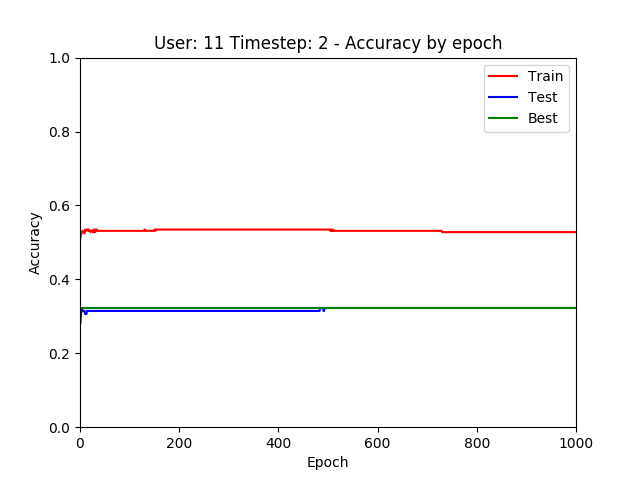 User: 11 Timestep: 2 - Accuracy by epoch
1.0
0.8
0.6
0.4
0.2
0.0
Accuracy
Train
Test
Best
0 200 400 600 800 1000
Epoch